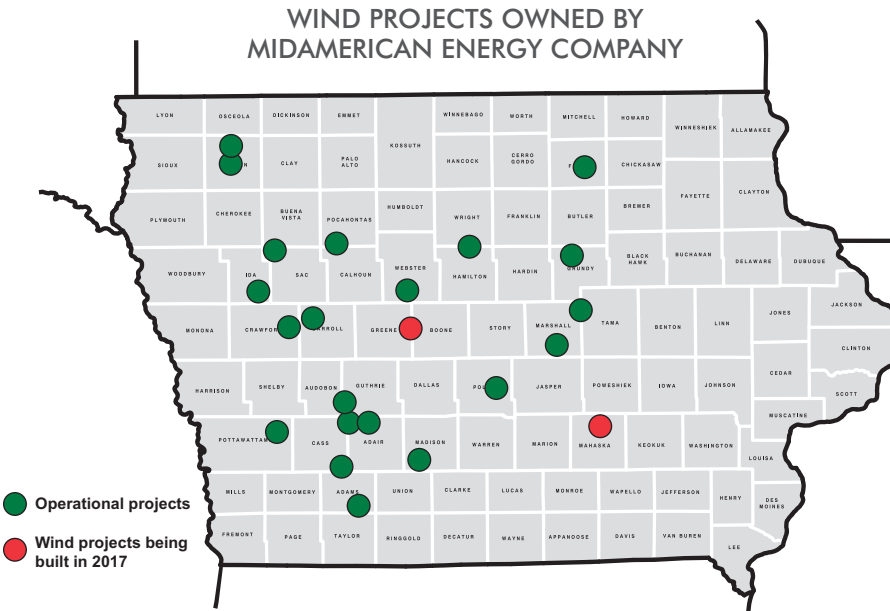 WIND PROJECTS OWNED BY
MIDAMERICAN ENERGY COMPANY
LYON
OSCEOLA
DICKINSON
EMMET
WINNEBAGO
WORTH
MITCHELL
HOWARD
WINNESHIEK
ALLAMAKEE
KOSSUTH
SIOUX
N
CLAY
PALO
ALTO
HANCOCK
CERRO
GORDO
F
CHICKASAW
FAYETTE
CLAYTON
PLYMOUTH
CHEROKEE
BUENA
VISTA
POCAHONTAS
HUMBOLDT
WRIGHT
FRANKLIN
BUTLER
BREMER
WOODBURY
IDA
SAC
CALHOUN
WEBSTER
HAMILTON
HARDIN
GRUNDY
BLACK
HAWK
BUCHANAN
DELAWARE
DUBUQUE
MONONA
CRAWFOR
RROLL
GREENE
BOONE
STORY
MARSHALL
TAMA
BENTON
LINN
JONES
JACKSON
CLINTON
CEDAR
SCOTT
HARRISON
SHELBY
AUDOBON
GUTHRIE
DALLAS
POL
JASPER
POWESHIEK
IOWA
JOHNSON
MUSCATINE
POTTAWATTAM
CASS
ADAIR
MADISON
WARREN
MARION
MAHASKA
KEOKUK
WASHINGTON
LOUISA
MILLS
MONTGOMERY
ADAMS
UNION
CLARKE
LUCAS
MONROE
WAPELLO
JEFFERSON
HENRY
DES
MOINES
FREMONT
PAGE
TAYLOR
RINGGOLD
DECATUR
WAYNE
APPANOOSE
DAVIS
VAN BUREN
LEE
Operational projects
Wind projects being
built in 2017